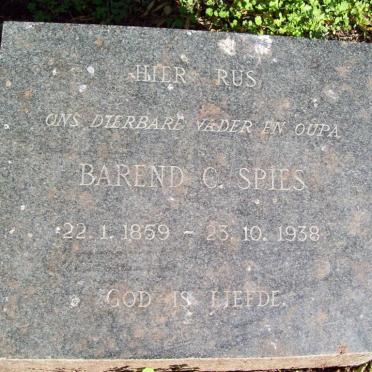 HIER RUS
ONS DIERBARE VADER EN OUPA
BAREND C. SPIES
22.1.1859 - 23.10.1938
GOD IS LIEFDE.